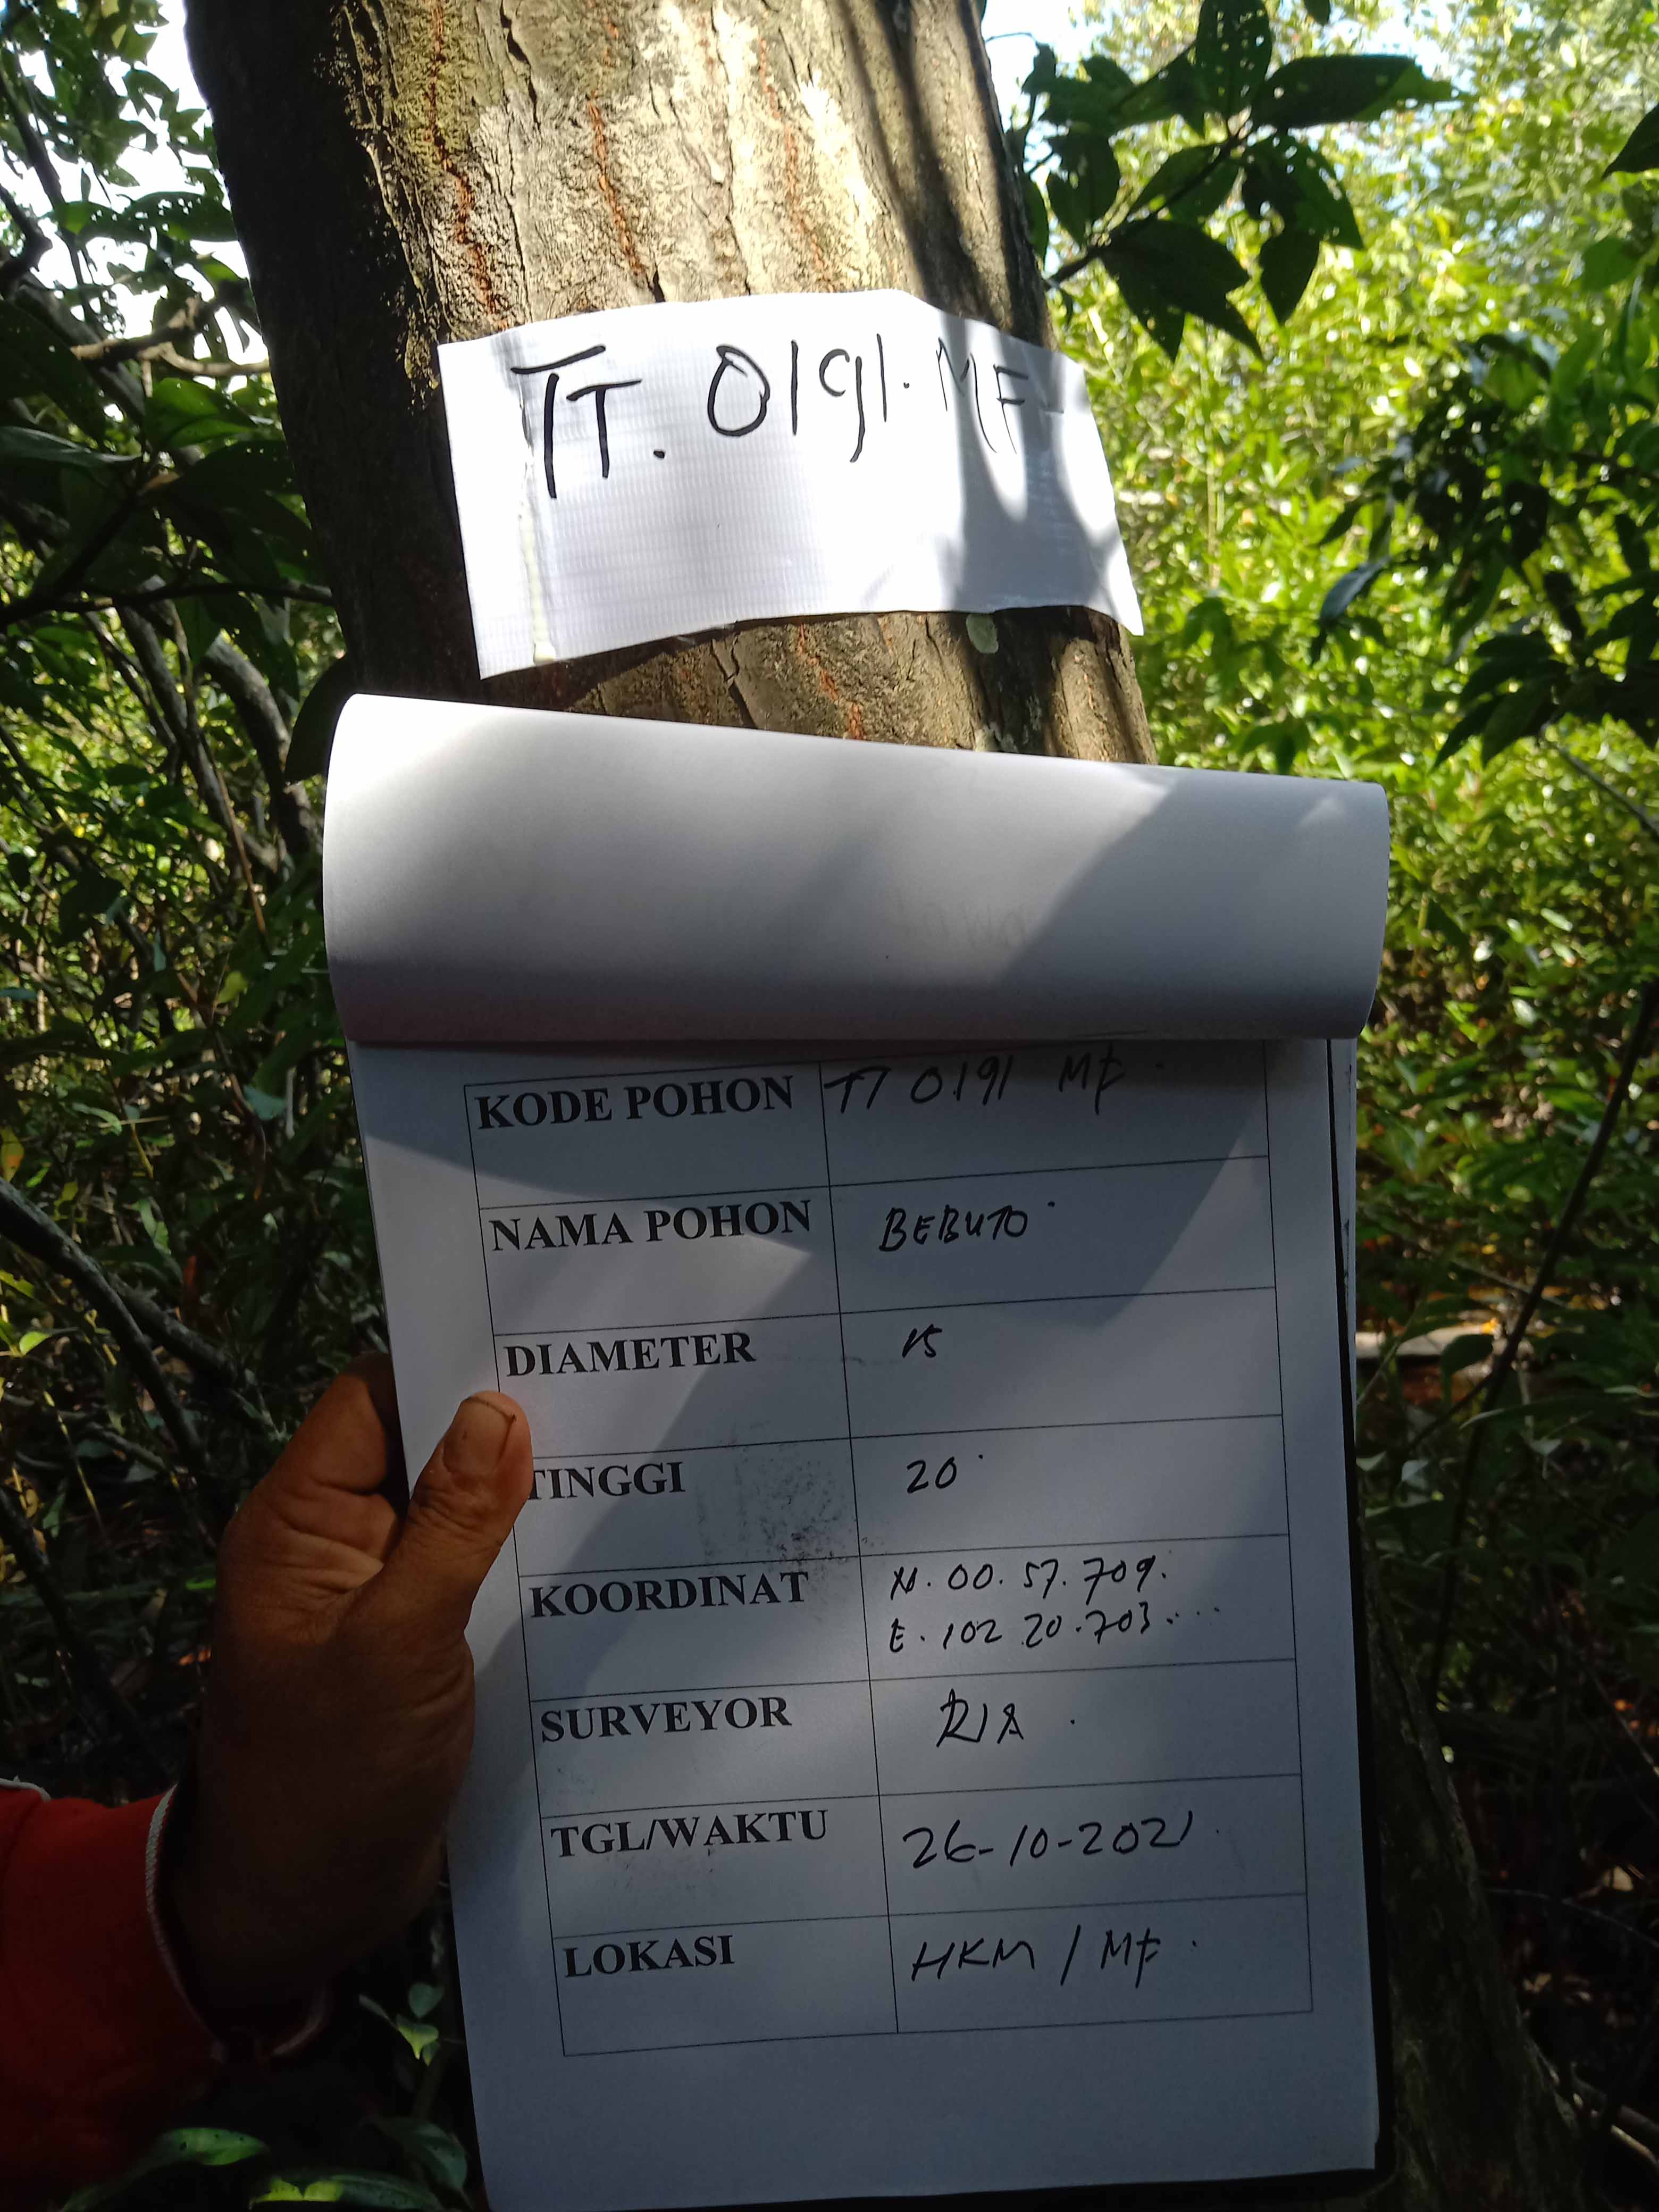 TT. 0191. MF
KODE POHON TT 0191 MF.
NAMA POHON BEBUTO
DIAMETER 15
TINGGI 20
KOORDINAT N. 00. 57. 709.
E. 102 20. 703....
SURVEYOR RIA.
TGL/WAKTU 26-10-2021.
LOKASI HKM / MF.